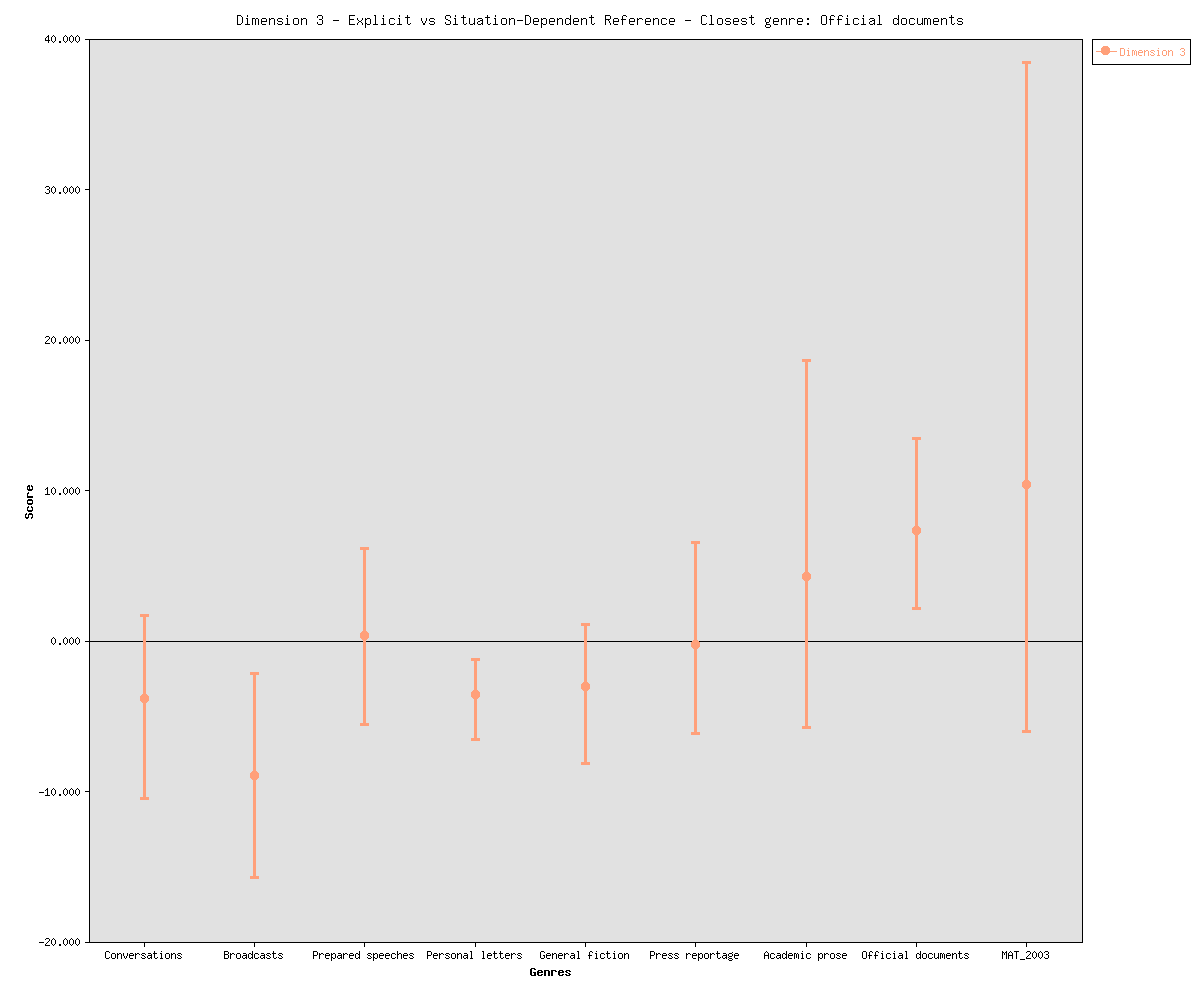 Dimension 3 - Explicit vs Situation-Dependent Reference - Closest genre: Official documents
Dimension 3
40.000
30.000
20.000
10.000
0.000
-10.000
-20.000
Score
Conversations Broadcasts Prepared speeches Personal letters General fiction Press reportage Academic prose Official documents MAT_2003
Genres